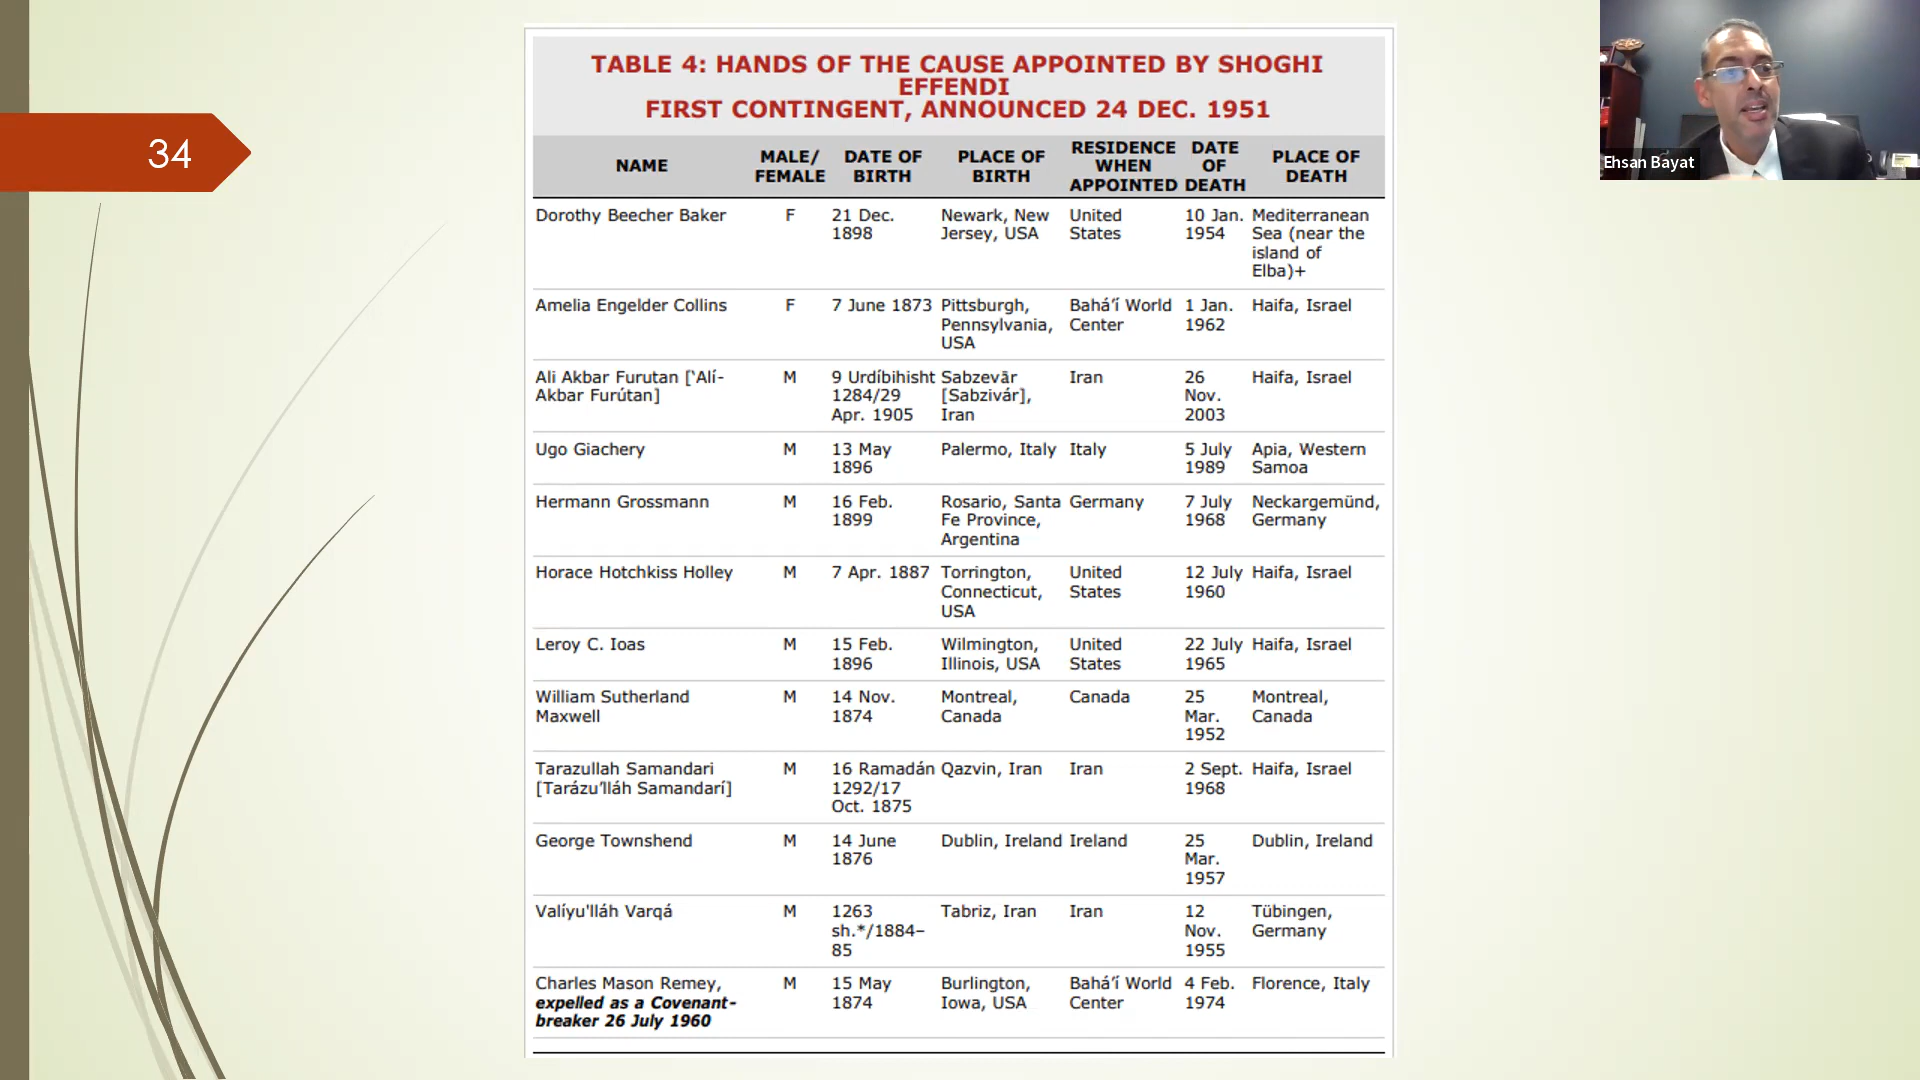 34
Ehsan Bayat
TABLE 4: HANDS OF THE CAUSE APPOINTED BY SHOGHI
EFFENDI
FIRST CONTINGENT, ANNOUNCED 24 DEC. 1951
NAME MALE/ FEMALE DATE OF BIRTH PLACE OF BIRTH RESIDENCE WHEN APPOINTED DATE OF DEATH PLACE OF DEATH
Dorothy Beecher Baker F 21 Dec. Newark, New United 10 Jan. Mediterranean
1898 Jersey, USA States 1954 Sea (near the
island of
Elba)+
Amelia Engelder Collins F 7 June 1873 Pittsburgh, Bahá’í World 1 Jan. Haifa, Israel
Pennsylvania, Center 1962
USA
Ali Akbar Furutan [‘Alí- M 9 Urdíbihisht Sabzevār Iran 26 Haifa, Israel
Akbar Furútan] 1284/29 [Sabzivár], Nov.
Apr. 1905 Iran 2003
Ugo Giachery M 13 May Palermo, Italy Italy 5 July Apia, Western
1896 1989 Samoa
Hermann Grossmann M 16 Feb. Rosario, Santa Germany 7 July Neckargemünd,
1899 Fe Province, 1968 Germany
Argentina
Horace Hotchkiss Holley M 7 Apr. 1887 Torrington, United 12 July Haifa, Israel
Connecticut, States 1960
USA
Leroy C. Ioas M 15 Feb. Wilmington, United 22 July Haifa, Israel
1896 Illinois, USA States 1965
William Sutherland M 14 Nov. Montreal, Canada 25 Montreal,
Maxwell 1874 Canada Mar. Canada
1952
Tarazullah Samandari M 16 Ramadán Qazvin, Iran Iran 2 Sept. Haifa, Israel
[Tarázu’lláh Samandarí] 1292/17 1968
Oct. 1875
George Townshend M 14 June Dublin, Ireland Ireland 25 Dublin, Ireland
1876 Mar.
1957
Valíyu'lláh Varqá M 1263 Tabriz, Iran Iran 12 Tübingen,
sh.*/1884– Nov. Germany
85 1955
Charles Mason Remey, M 15 May Burlington, Bahá’í World 4 Feb. Florence, Italy
expelled as a Covenant- 1874 Iowa, USA Center 1974
breaker 26 July 1960